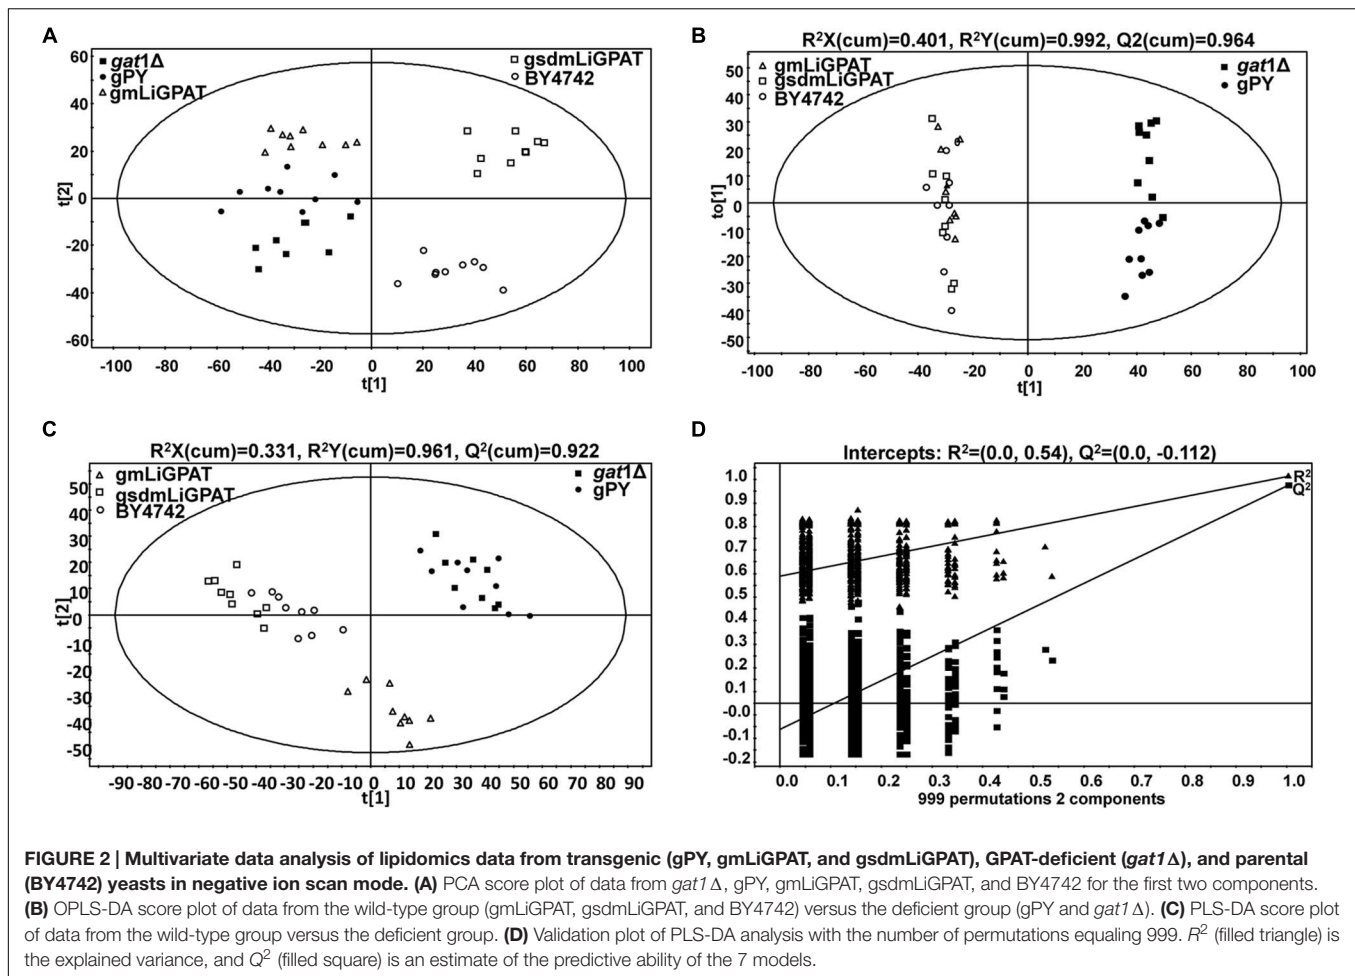 A
gat1Δ
gPY
gmLiGPAT
gsdmLiGPAT
BY4742
60
40
20
0
-20
-40
-60
t[2]
-100 -80 -60 -40 -20 0 20 40 60 80 100
t[1]
B
R²X(cum)=0.401, R²Y(cum)=0.992, Q2(cum)=0.964
gmLiGPAT
gsdmLiGPAT
BY4742
gat1Δ
gPY
50
40
30
20
10
0
-10
-20
-30
-40
-50
to[1]
-100 -80 -60 -40 -20 0 20 40 60 80 100
t[1]
C
R²X(cum)=0.331, R²Y(cum)=0.961, Q²(cum)=0.922
gmLiGPAT
gsdmLiGPAT
BY4742
gat1Δ
gPY
50
40
30
20
10
0
-10
-20
-30
-40
-50
t[2]
-90 -80 -70 -60 -50 -40 -30 -20 -10 0 10 20 30 40 50 60 70 80 90
t[1]
D
Intercepts: R²=(0.0, 0.54), Q²=(0.0, -0.112)
R²
Q²
1.0
0.9
0.8
0.7
0.6
0.5
0.4
0.3
0.2
0.1
-0.0
-0.1
-0.2
0.0 0.1 0.2 0.3 0.4 0.5 0.6 0.7 0.8 0.9 1.0
999 permutations 2 components
FIGURE 2 | Multivariate data analysis of lipidomics data from transgenic (gPY, gmLiGPAT, and gsdmLiGPAT), GPAT-deficient (gat1Δ), and parental
(BY4742) yeasts in negative ion scan mode. (A) PCA score plot of data from gat1Δ, gPY, gmLiGPAT, gsdmLiGPAT, and BY4742 for the first two components.
(B) OPLS-DA score plot of data from the wild-type group (gmLiGPAT, gsdmLiGPAT, and BY4742) versus the deficient group (gPY and gat1Δ). (C) PLS-DA score plot
of data from the wild-type group versus the deficient group. (D) Validation plot of PLS-DA analysis with the number of permutations equaling 999. R² (filled triangle) is
the explained variance, and Q² (filled square) is an estimate of the predictive ability of the 7 models.